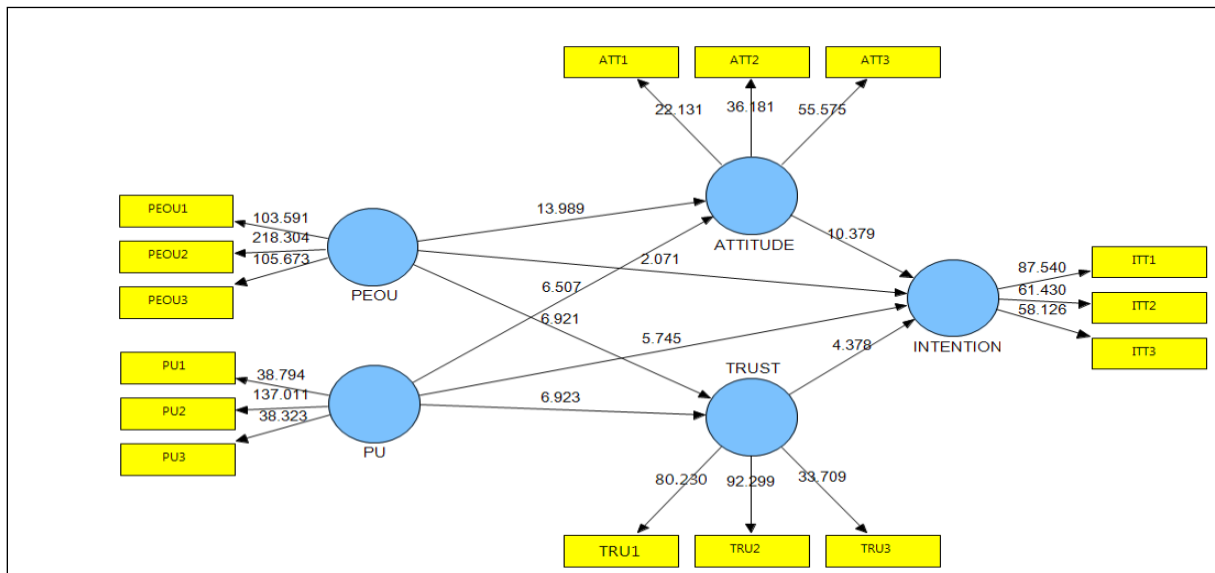 ATT1
ATT2
ATT3
22.131
36.181
55.575
PEOU1
PEOU2
PEOU3
103.591
218.304
105.673
PEOU
13.989
ATTITUDE
10.379
2.071
6.507
6.921
5.745
4.378
6.923
87.540
61.430
58.126
ITT1
ITT2
ITT3
INTENTION
PU1
PU2
PU3
38.794
137.011
38.323
PU
TRUST
80.230
92.299
33.709
TRU1
TRU2
TRU3